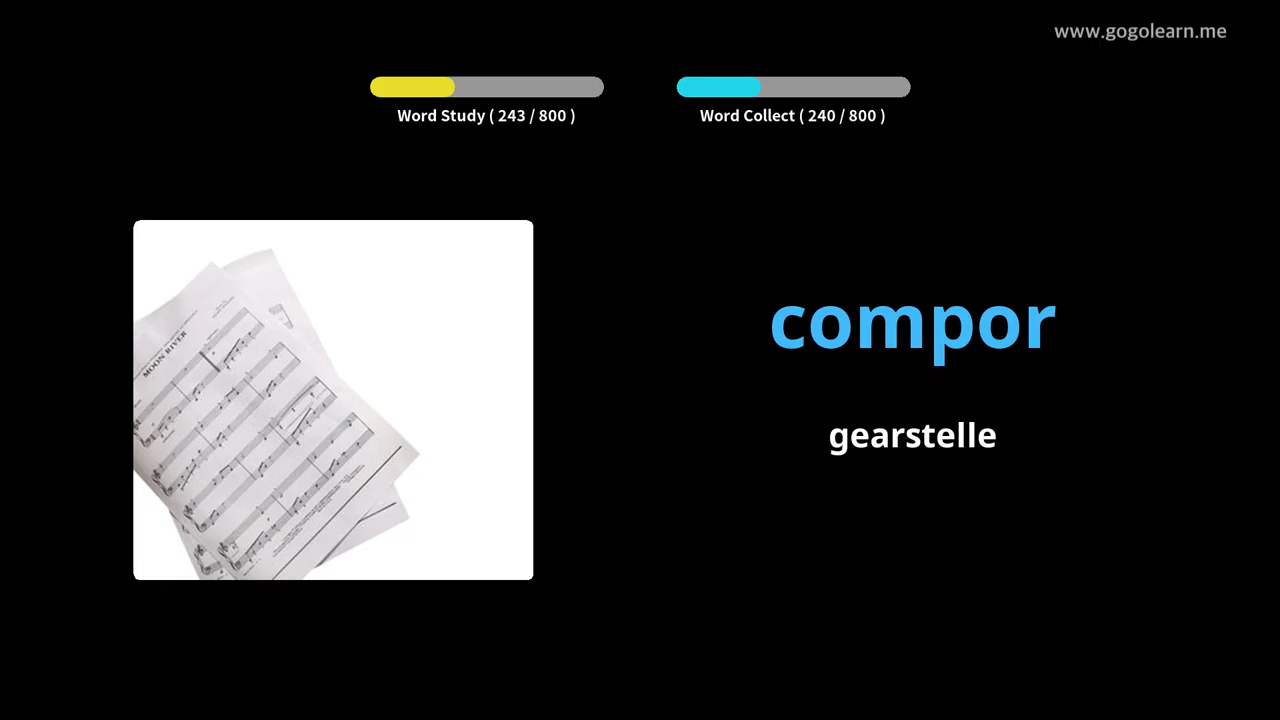 www.gogolearn.me
Word Study ( 243 / 800 )
Word Collect ( 240 / 800 )
MOON RIVER
compor
gearstelle